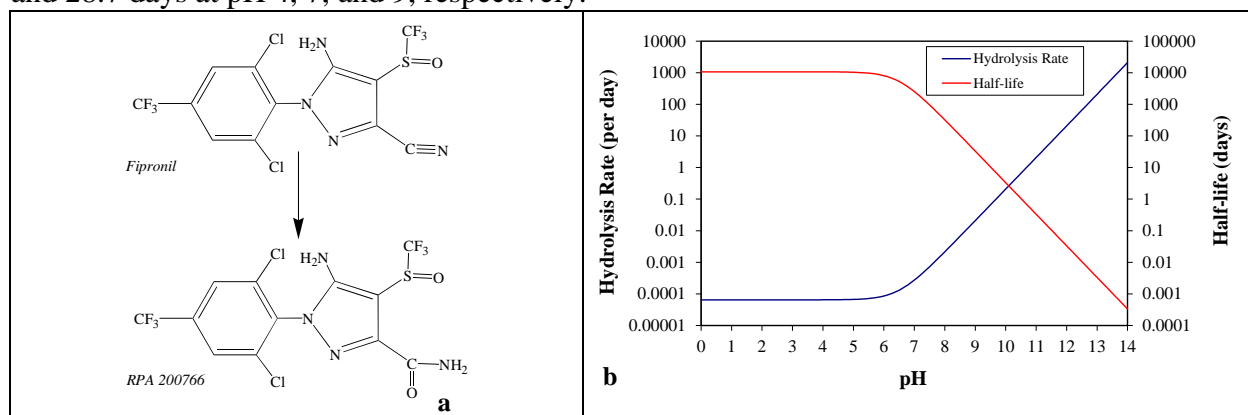 and 28.7 days at pH 4, 7, and 9, respectively.
Cl
H₂N
CF₃
S
O
CF₃
N
N
Cl
C≡N
Fipronil
Cl
H₂N
CF₃
S
O
CF₃
N
N
Cl
C
NH₂
O
RPA 200766
a
Hydrolysis Rate (per day)
10000
1000
100
10
1
0.1
0.01
0.001
0.0001
0.00001
Hydrolysis Rate
Half-life
100000
10000
1000
100
10
1
0.1
0.01
0.001
0.0001
Half-life (days)
0 1 2 3 4 5 6 7 8 9 10 11 12 13 14
pH
b